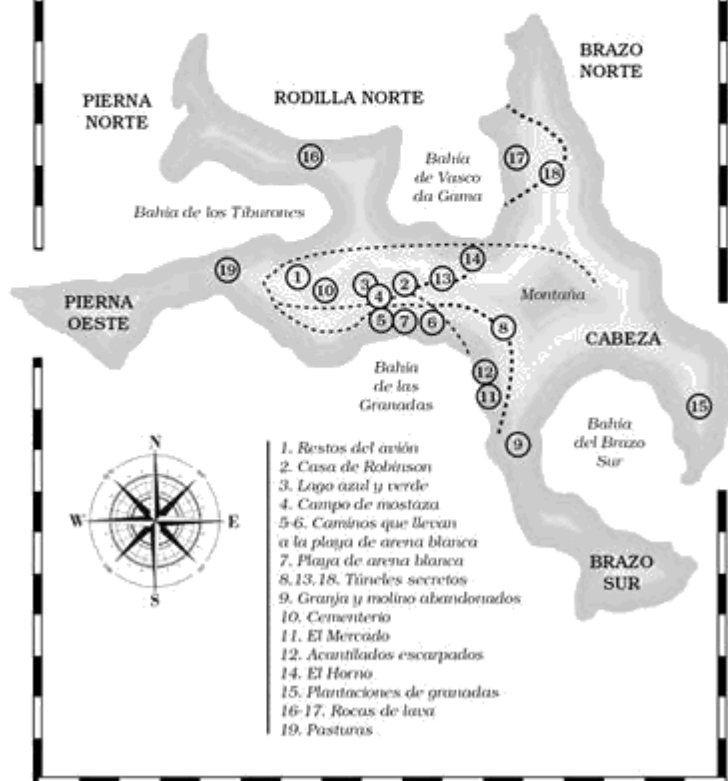 BRAZO
NORTE
PIERNA
NORTE
RODILLA NORTE
16
Bahía
de Vasco
da Gama
17
18
Bahía de los Tiburones
19
1
10
3
4
2
13
14
PIERNA
OESTE
5
7
6
8
Montaña
CABEZA
Bahía
de las
Granadas
12
11
9
15
Bahía
del Brazo
Sur
BRAZO
SUR
N
W
E
S
1. Restos del avión
2. Casa de Robinson
3. Lago azul y verde
4. Campo de mostaza
5-6. Caminos que llevan
a la playa de arena blanca
7. Playa de arena blanca
8,13,18. Túneles secretos
9. Granja y molino abandonados
10. Cementerio
11. El Mercado
12. Acantilados escarpados
14. El Horno
15. Plantaciones de granadas
16-17. Rocas de lava
19. Pasturas